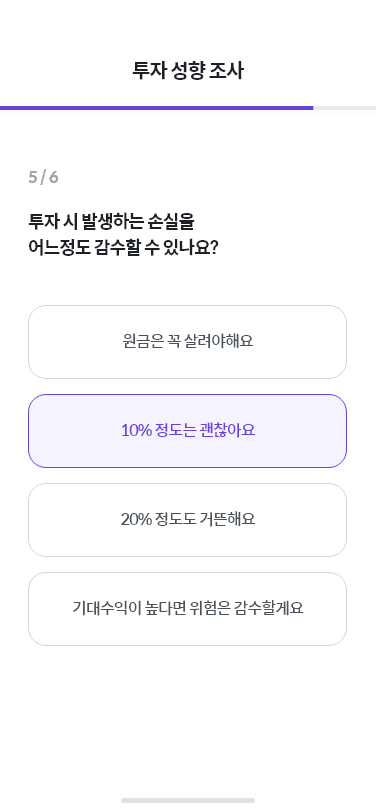 투자 성향 조사
5 / 6
투자 시 발생하는 손실을
어느정도 감수할 수 있나요?
원금은 꼭 살려야해요
10% 정도는 괜찮아요
20% 정도도 거뜬해요
기대수익이 높다면 위험은 감수할게요